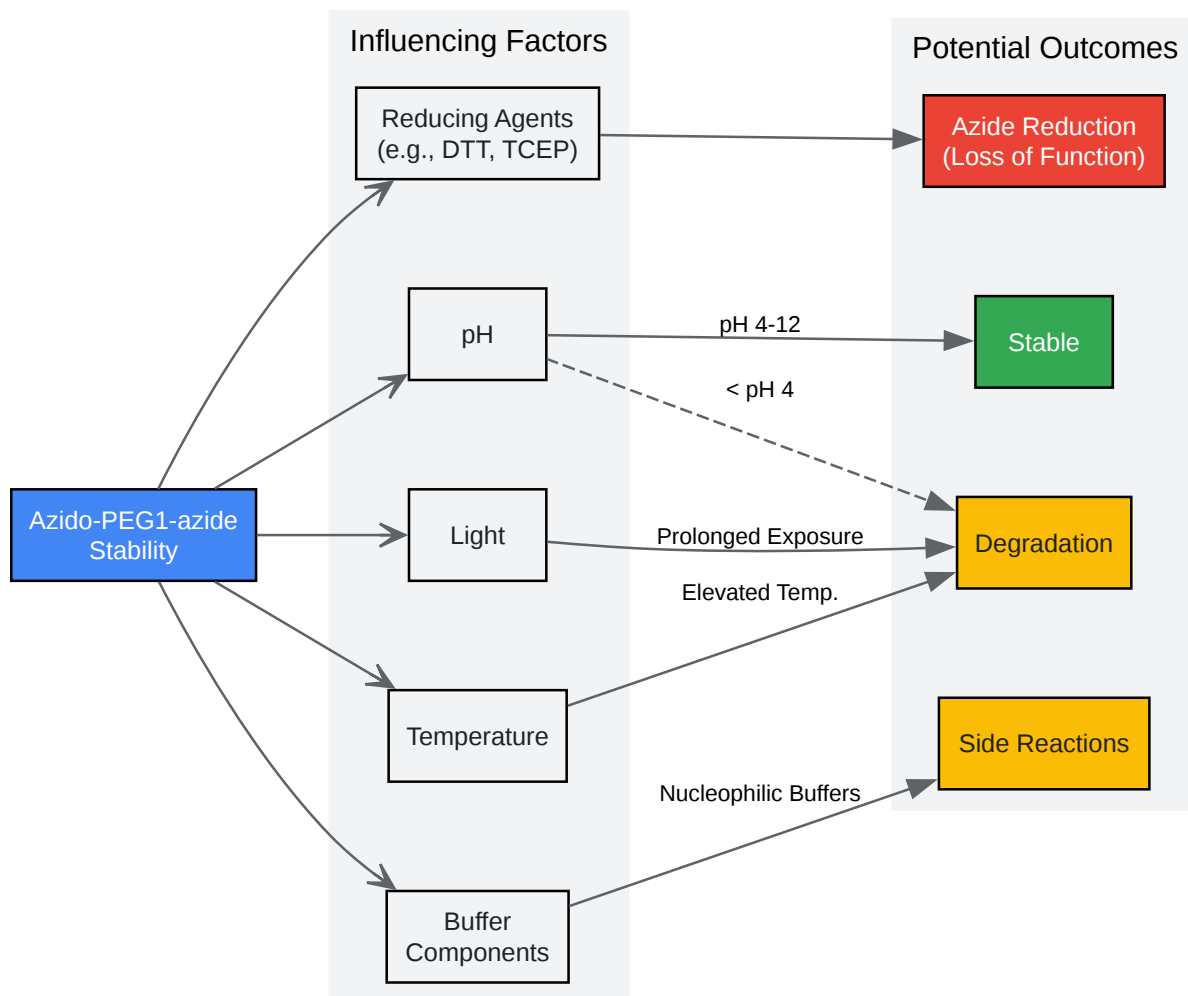 Influencing Factors
Potential Outcomes
Reducing Agents
(e.g., DTT, TCEP)
Azide Reduction
(Loss of Function)
pH
pH 4-12
Stable
< pH 4
Azido-PEG1-azide
Stability
Light
Prolonged Exposure
Degradation
Elevated Temp.
Temperature
Side Reactions
Nucleophilic Buffers
Buffer
Components